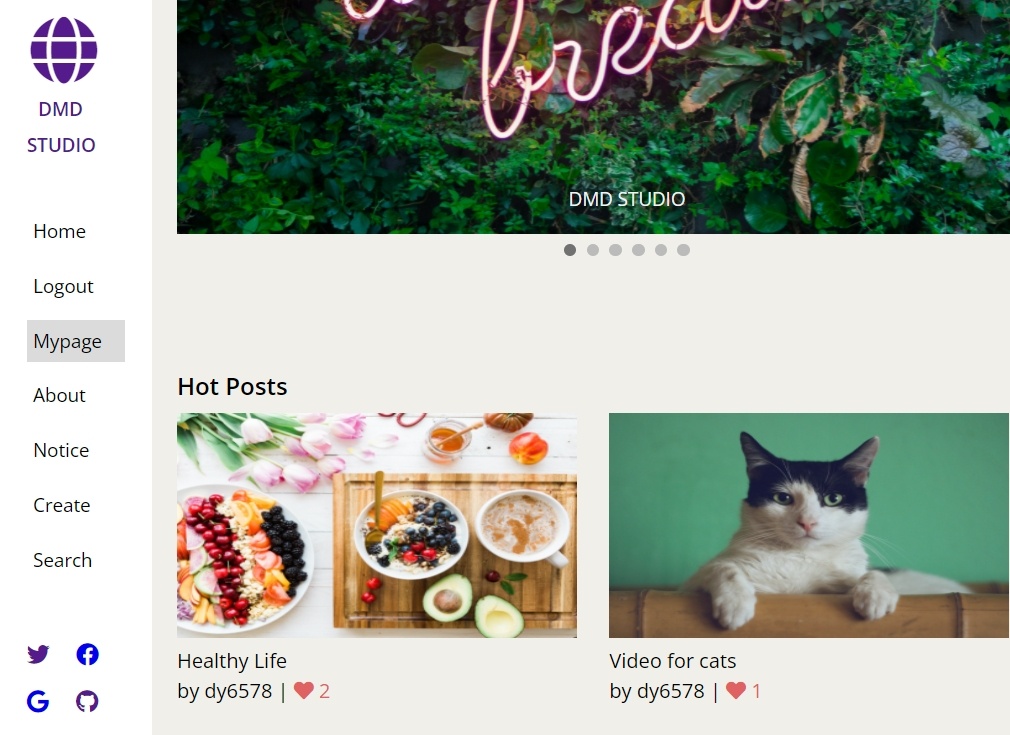 DMD
STUDIO
Home
Logout
Mypage
About
Notice
Create
Search
DMD STUDIO
Hot Posts
Healthy Life
by dy6578 | 2
Video for cats
by dy6578 | 1